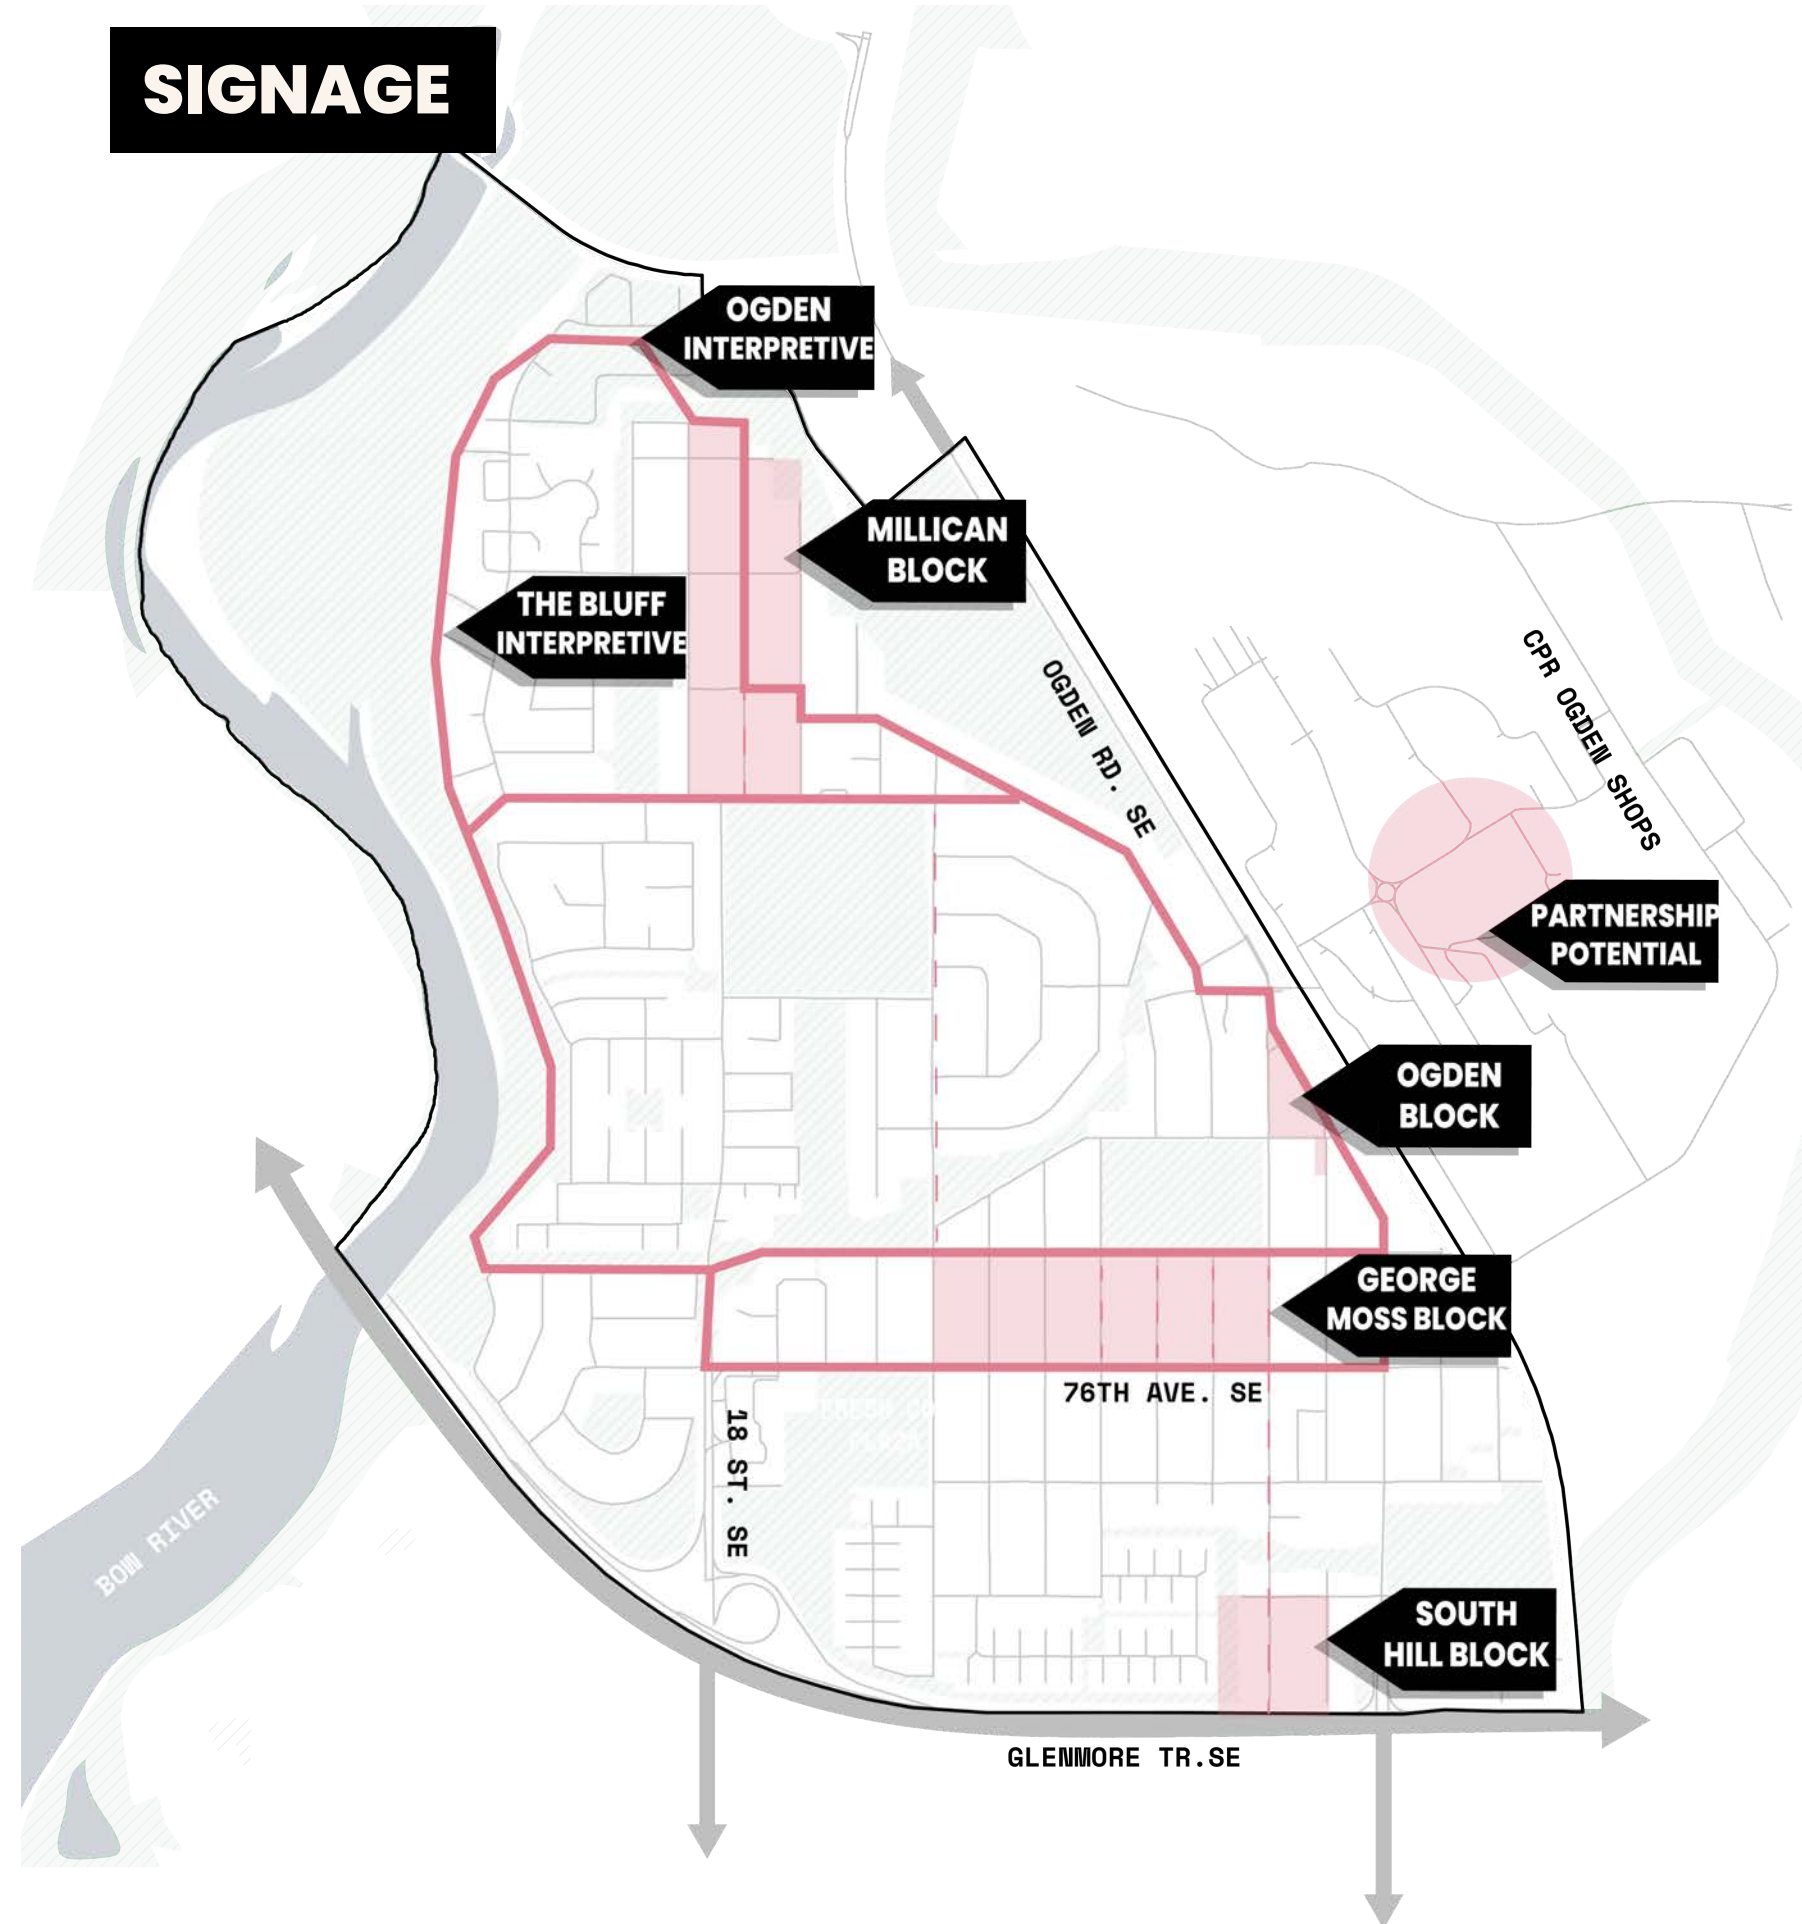 SIGNAGE
OGDEN
INTERPRETIVE
MILLICAN
BLOCK
THE BLUFF
INTERPRETIVE
OGDEN RD. SE
CPR OGDEN SHOPS
PARTNERSHIP
POTENTIAL
OGDEN
BLOCK
GEORGE
MOSS BLOCK
76TH AVE. SE
18 ST. SE
BOW RIVER
SOUTH
HILL BLOCK
GLENMORE TR.SE